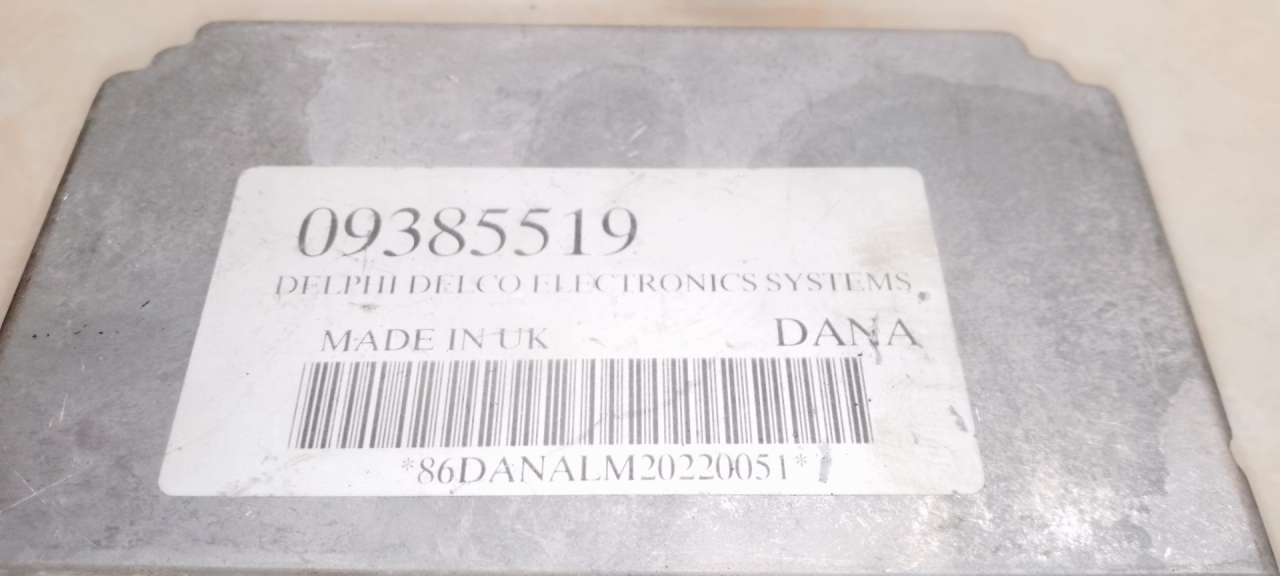 09385519
DELPHI DELCO ELECTRONICS SYSTEMS
MADE IN UK DANA
*86DANALM20220051*